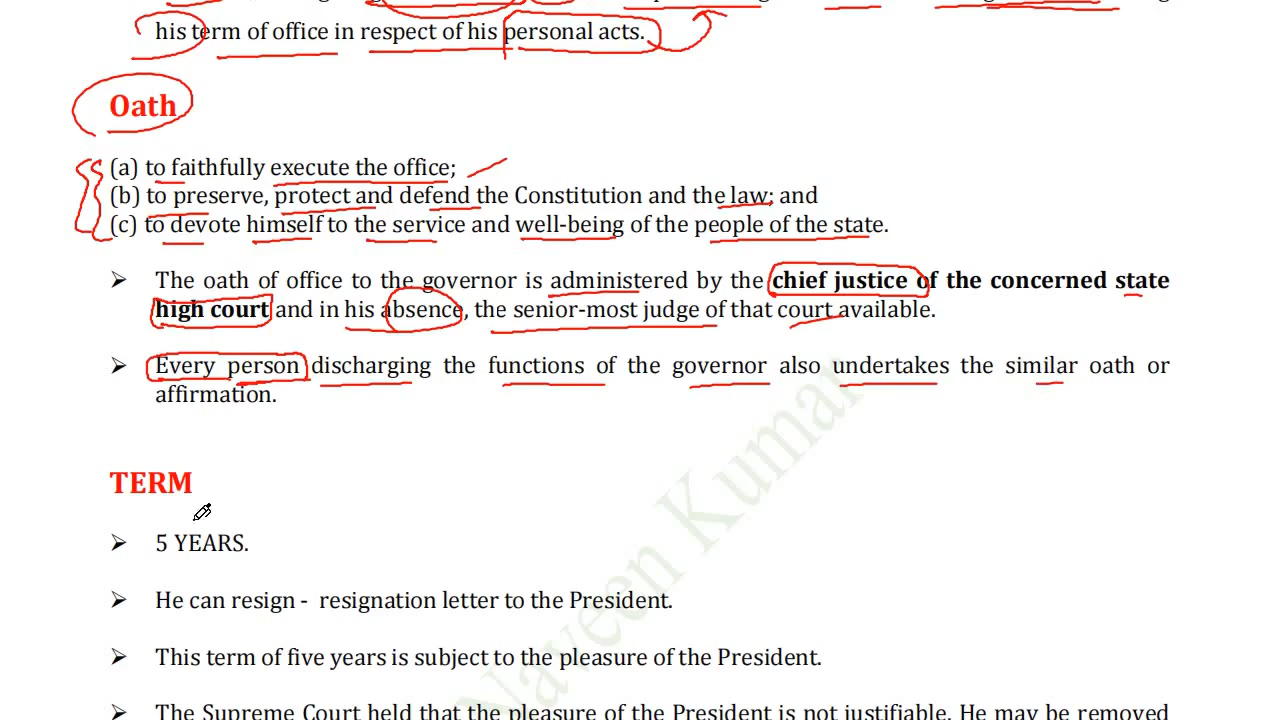 his term of office in respect of his personal acts.
Oath
(a) to faithfully execute the office;
(b) to preserve, protect and defend the Constitution and the law; and
(c) to devote himself to the service and well-being of the people of the state.
➢ The oath of office to the governor is administered by the chief justice of the concerned state
high court and in his absence, the senior-most judge of that court available.
➢ Every person discharging the functions of the governor also undertakes the similar oath or
affirmation.
TERM
➢ 5 YEARS.
➢ He can resign - resignation letter to the President.
➢ This term of five years is subject to the pleasure of the President.
➢ The Supreme Court held that the pleasure of the President is not justifiable. He may be removed
Naveen Kumar